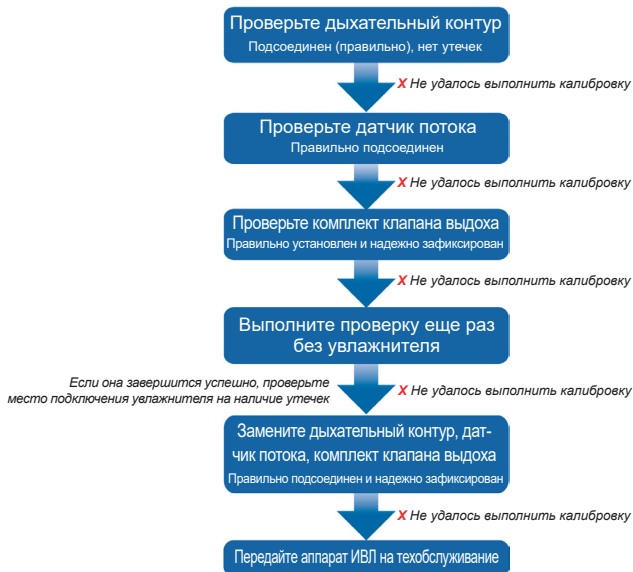 Проверьте дыхательный контур
Подсоединен (правильно), нет утечек
X Не удалось выполнить калибровку
Проверьте датчик потока
Правильно подсоединен
X Не удалось выполнить калибровку
Проверьте комплект клапана выдоха
Правильно установлен и надежно зафиксирован
X Не удалось выполнить калибровку
Выполните проверку еще раз
без увлажнителя
Если она завершится успешно, проверьте
место подключения увлажнителя на наличие утечек
X Не удалось выполнить калибровку
Замените дыхательный контур, дат-
чик потока, комплект клапана выдоха
Правильно подсоединен и надежно зафиксирован
X Не удалось выполнить калибровку
Передайте аппарат ИВЛ на техобслуживание